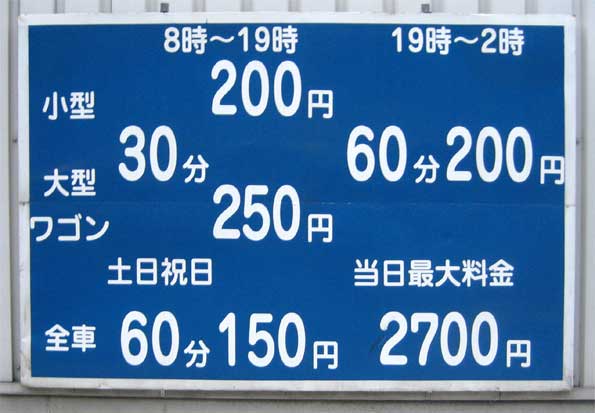 8時～19時 19時～2時
小型 200円
30分 60分200円
大型
ワゴン 250円
土日祝日 当日最大料金
全車 60分150円 2700円